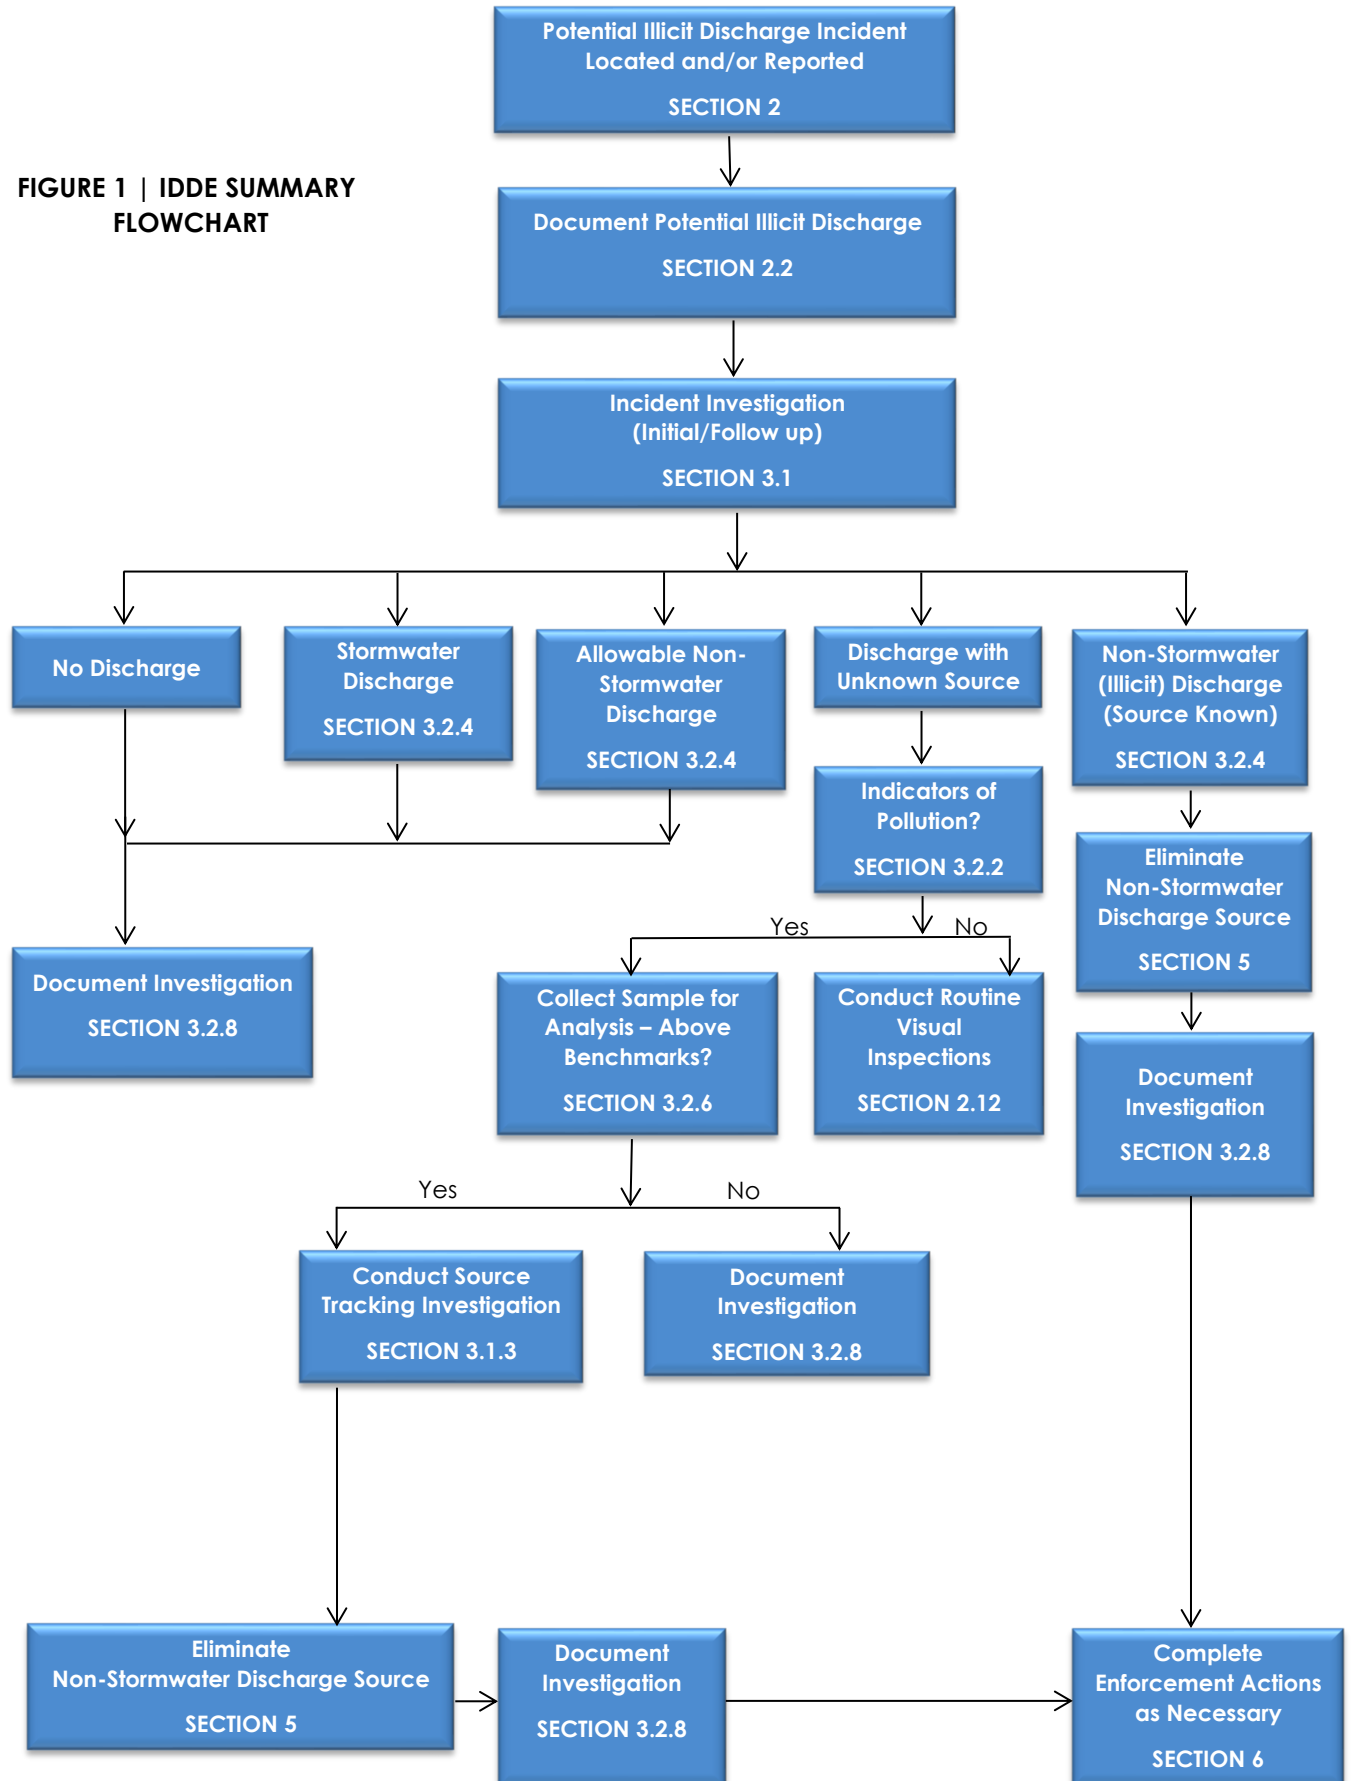 Potential Illicit Discharge Incident
Located and/or Reported
SECTION 2
FIGURE 1 | IDDE SUMMARY
FLOWCHART
Document Potential Illicit Discharge
SECTION 2.2
Incident Investigation
(Initial/Follow up)
SECTION 3.1
No Discharge
Stormwater
Discharge
SECTION 3.2.4
Allowable Non-
Stormwater
Discharge
SECTION 3.2.4
Discharge with
Unknown Source
Non-Stormwater
(Illicit) Discharge
(Source Known)
SECTION 3.2.4
Indicators of
Pollution?
SECTION 3.2.2
Eliminate
Non-Stormwater
Discharge Source
SECTION 5
Yes
No
Document Investigation
SECTION 3.2.8
Collect Sample for
Analysis – Above
Benchmarks?
SECTION 3.2.6
Conduct Routine
Visual
Inspections
SECTION 2.12
Document
Investigation
SECTION 3.2.8
Yes
No
Conduct Source
Tracking Investigation
SECTION 3.1.3
Document
Investigation
SECTION 3.2.8
Eliminate
Non-Stormwater Discharge Source
SECTION 5
Document
Investigation
SECTION 3.2.8
Complete
Enforcement Actions
as Necessary
SECTION 6